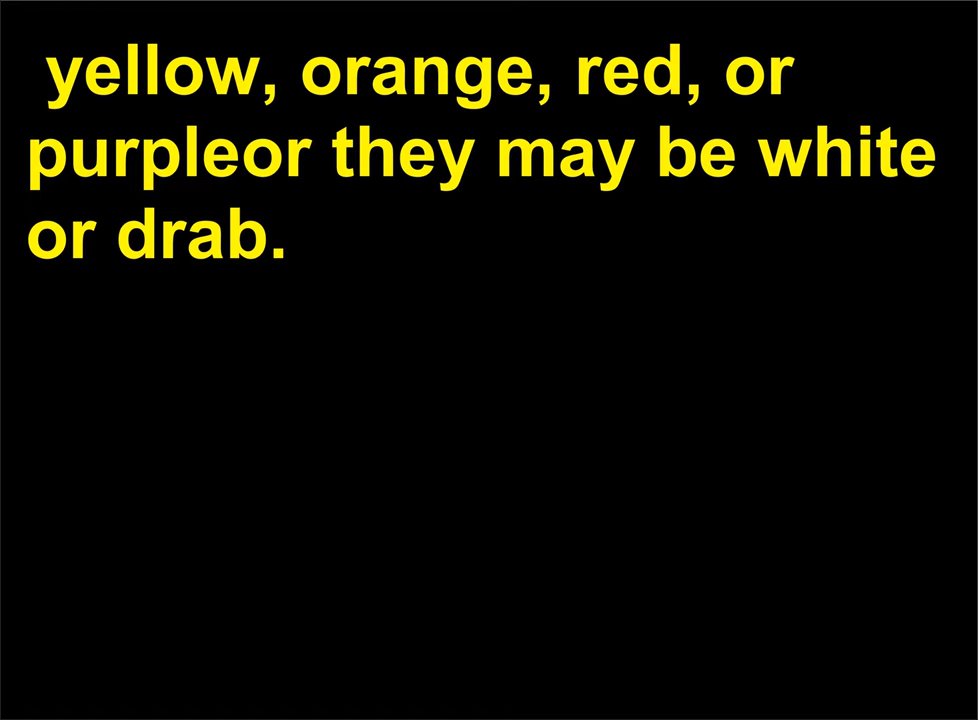 yellow, orange, red, or
purpleor they may be white
or drab.